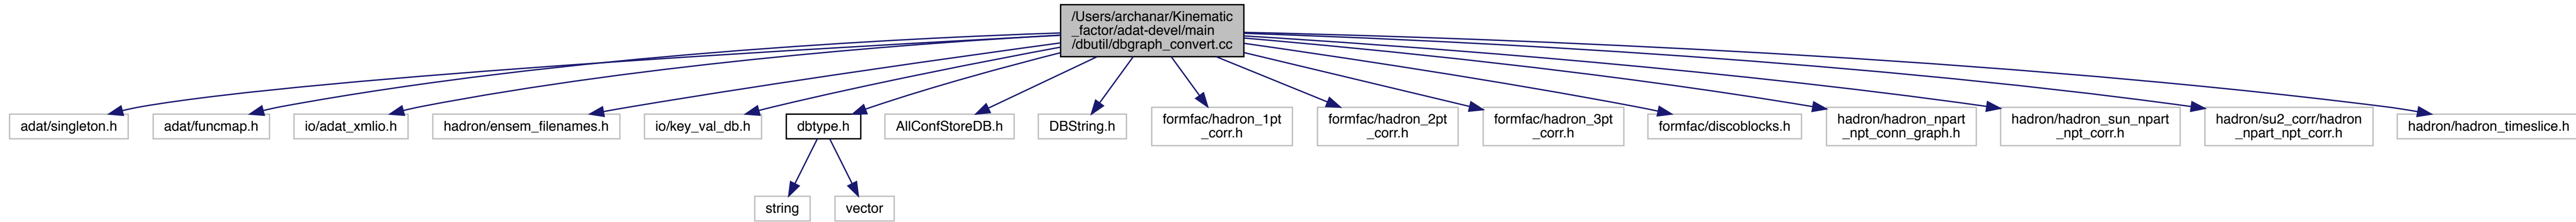 /Users/archanar/Kinematic
_factor/adat-devel/main
/dbutil/dbgraph_convert.cc
adat/singleton.h
adat/funcmap.h
io/adat_xmlio.h
hadron/ensem_filenames.h
io/key_val_db.h
dbtype.h
AllConfStoreDB.h
DBString.h
formfac/hadron_1pt
_corr.h
formfac/hadron_2pt
_corr.h
formfac/hadron_3pt
_corr.h
formfac/discoblocks.h
hadron/hadron_npart
_npt_conn_graph.h
hadron/hadron_sun_npart
_npt_corr.h
hadron/su2_corr/hadron
_npart_npt_corr.h
hadron/hadron_timeslice.h
string
vector